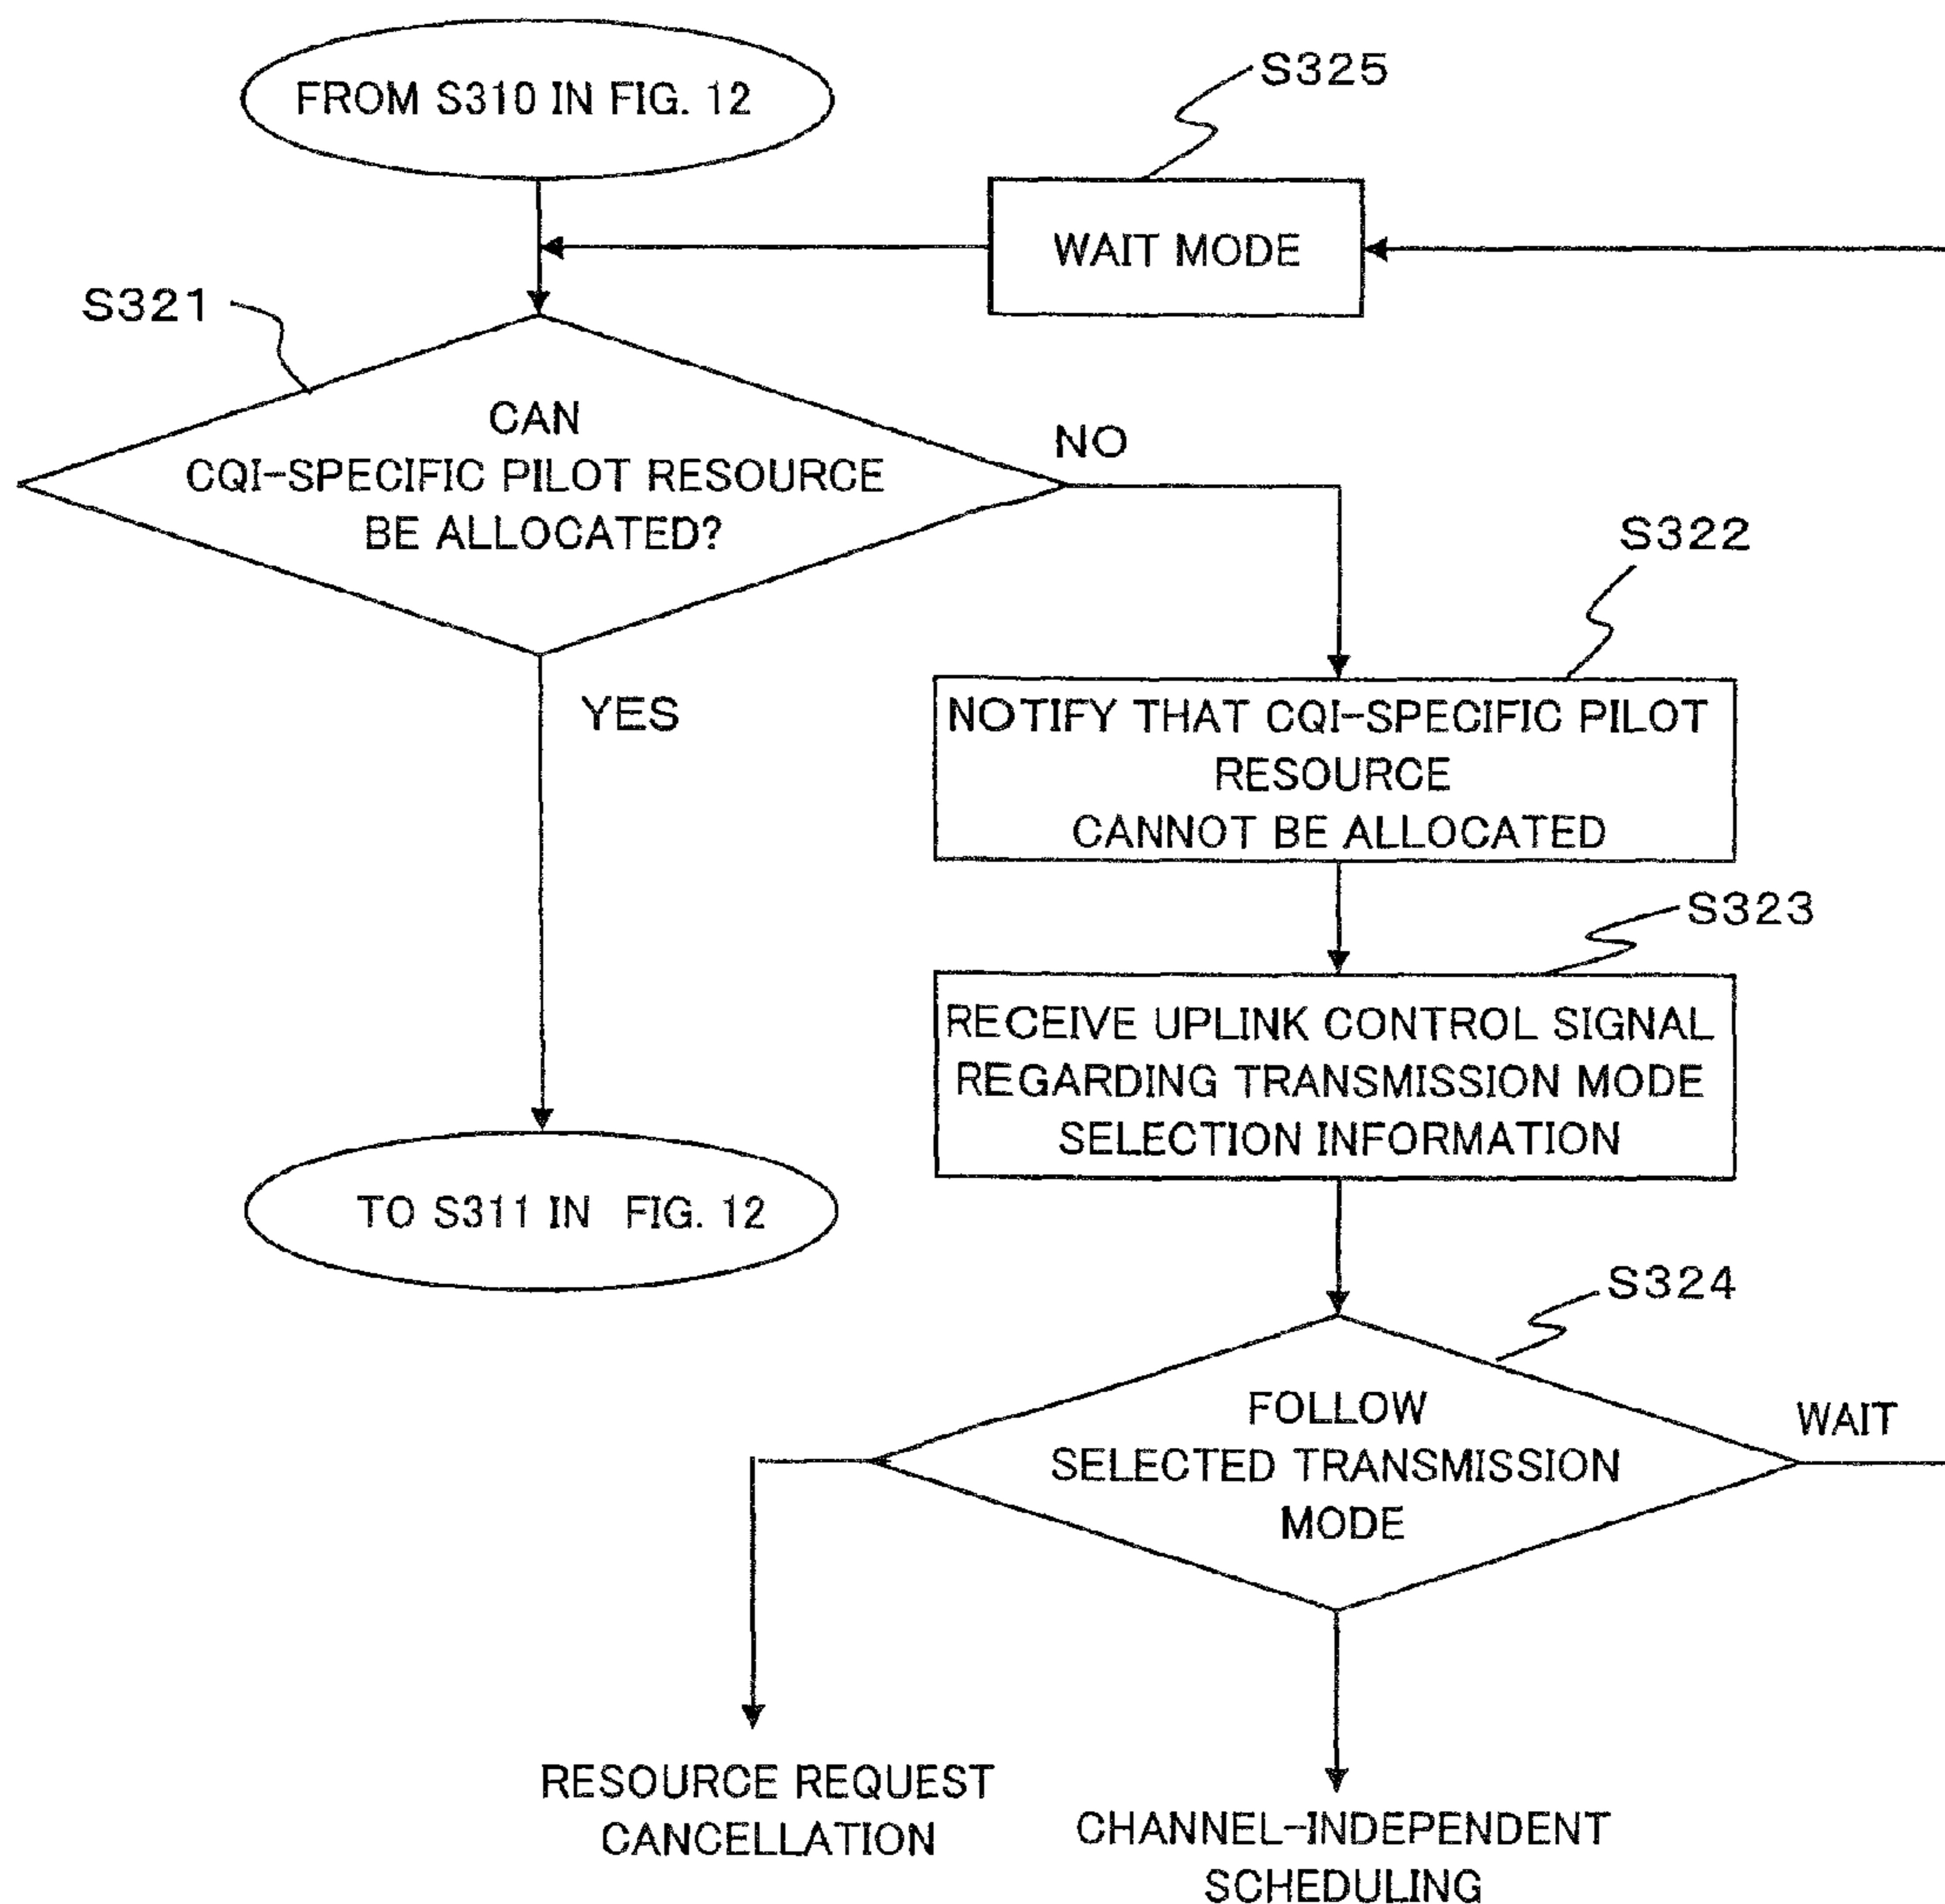 FROM S310 IN FIG. 12
S325
WAIT MODE
S321
CAN
CQI-SPECIFIC PILOT RESOURCE
BE ALLOCATED?
NO
YES
S322
NOTIFY THAT CQI-SPECIFIC PILOT
RESOURCE
CANNOT BE ALLOCATED
S323
RECEIVE UPLINK CONTROL SIGNAL
REGARDING TRANSMISSION MODE
SELECTION INFORMATION
TO S311 IN FIG. 12
S324
FOLLOW
SELECTED TRANSMISSION
MODE
WAIT
RESOURCE REQUEST
CANCELLATION
CHANNEL-INDEPENDENT
SCHEDULING